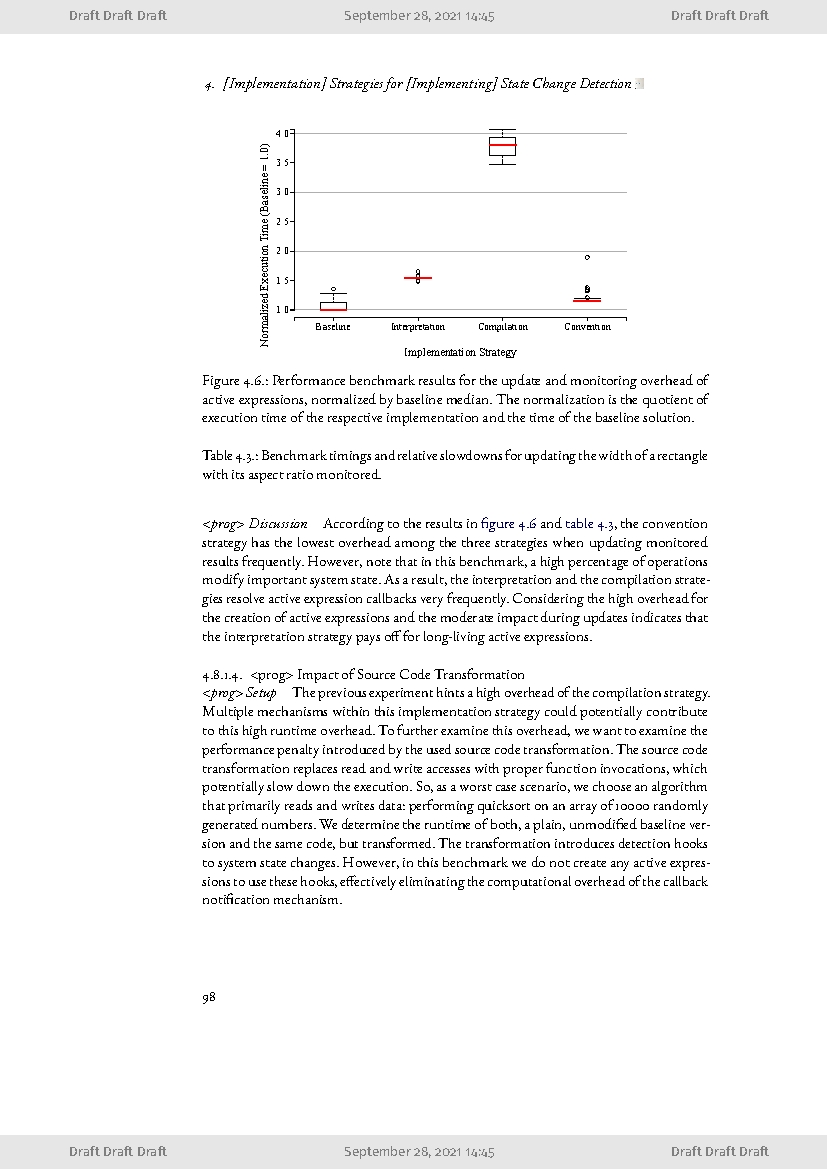 Draft Draft Draft September 28, 2021 14:45 Draft Draft Draft
4. [Implementation] Strategies for [Implementing] State Change Detection
Normalized Execution Time (Baseline = 1.0)
4.0
3.5
3.0
2.5
2.0
1.5
1.0
Baseline Interpretation Compilation Convention
Implementation Strategy
Figure 4.6.: Performance benchmark results for the update and monitoring overhead of
active expressions, normalized by baseline median. The normalization is the quotient of
execution time of the respective implementation and the time of the baseline solution.
Table 4.3.: Benchmark timings and relative slowdowns for updating the width of a rectangle
with its aspect ratio monitored.
<prog> Discussion According to the results in figure 4.6 and table 4.3, the convention
strategy has the lowest overhead among the three strategies when updating monitored
results frequently. However, note that in this benchmark, a high percentage of operations
modify important system state. As a result, the interpretation and the compilation strate-
gies resolve active expression callbacks very frequently. Considering the high overhead for
the creation of active expressions and the moderate impact during updates indicates that
the interpretation strategy pays off for long-living active expressions.
4.8.1.4. <prog> Impact of Source Code Transformation
<prog> Setup The previous experiment hints a high overhead of the compilation strategy.
Multiple mechanisms within this implementation strategy could potentially contribute
to this high runtime overhead. To further examine this overhead, we want to examine the
performance penalty introduced by the used source code transformation. The source code
transformation replaces read and write accesses with proper function invocations, which
potentially slow down the execution. So, as a worst case scenario, we choose an algorithm
that primarily reads and writes data: performing quicksort on an array of 10000 randomly
generated numbers. We determine the runtime of both, a plain, unmodified baseline ver-
sion and the same code, but transformed. The transformation introduces detection hooks
to system state changes. However, in this benchmark we do not create any active expres-
sions to use these hooks, effectively eliminating the computational overhead of the callback
notification mechanism.
98
Draft Draft Draft September 28, 2021 14:45 Draft Draft Draft